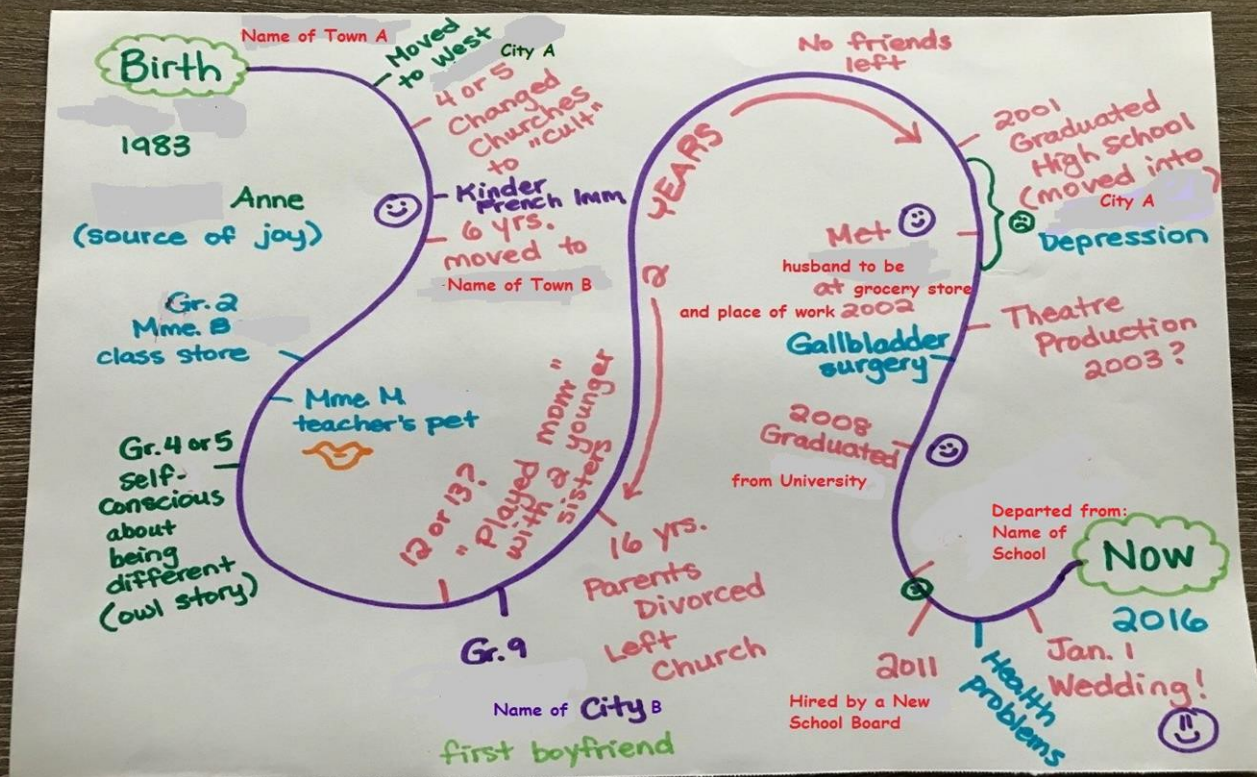 Birth
Name of Town A
1983
Moved
to West
City A
4 or 5
Changed
Churches
to "Cult"
Kinder
French Imm
Anne
(source of joy)
6 yrs.
moved to
Name of Town B
Gr. 2
Mme. B
class store
Mme. M
teacher's pet
Gr. 4 or 5
self-
conscious
about
being
different
(owl story)
12 or 13?
"Played mom"
with 2 younger
sisters
Gr. 9
Name of City B
first boyfriend
16 yrs.
Parents
Divorced
Left
Church
2 YEARS
No friends
left
2001
Graduated
High school
(moved into)
City A
Depression
Met
husband to be
at grocery store
and place of work 2002
Theatre
Production
2003?
Gallbladder
surgery
2008
Graduated
from University
2011
Hired by a New
School Board
Health
problems
Jan. 1
Wedding!
Departed from:
Name of
School
Now
2016